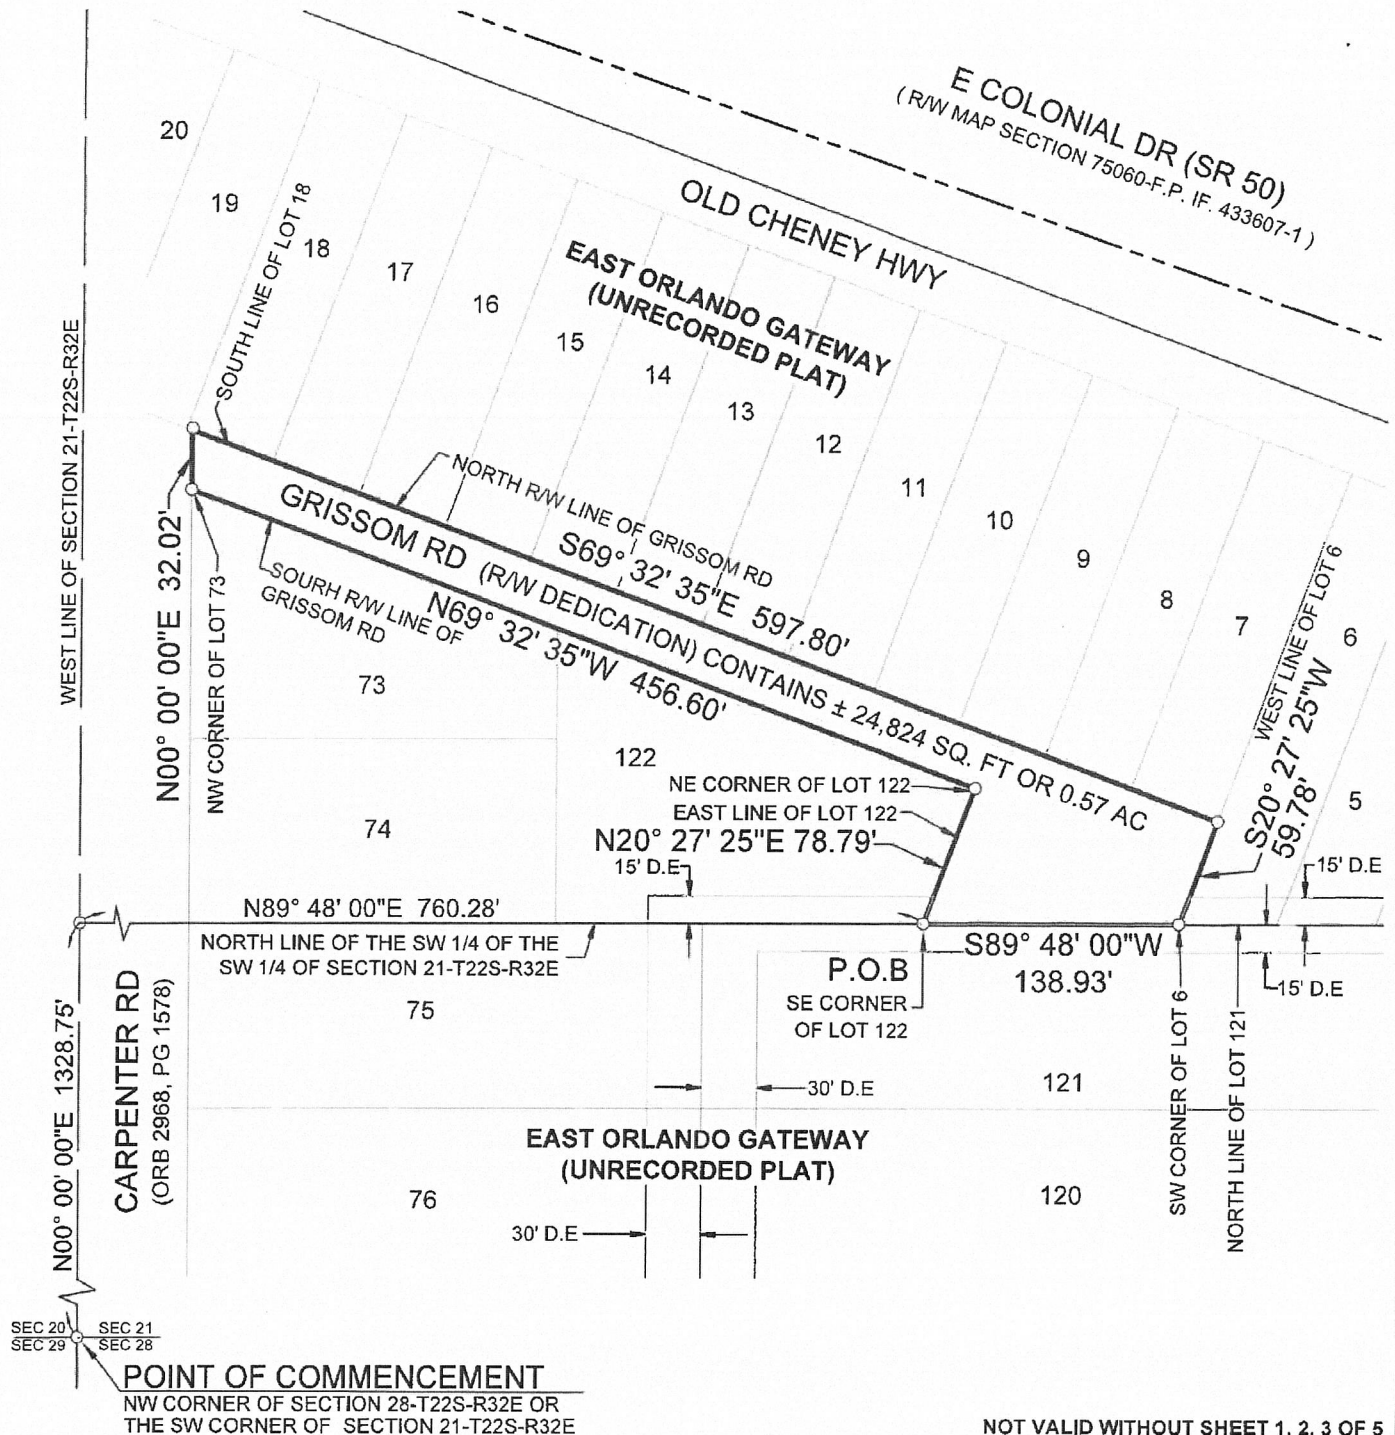 E COLONIAL DR (SR 50)
( R/W MAP SECTION 75060-F.P. IF. 433607-1 )
OLD CHENEY HWY
EAST ORLANDO GATEWAY
(UNRECORDED PLAT)
20
19
18
17
16
15
14
13
12
11
10
9
8
7
6
5
SOUTH LINE OF LOT 18
WEST LINE OF SECTION 21-T22S-R32E
NORTH R/W LINE OF GRISSOM RD
S69° 32' 35"E 597.80'
GRISSOM RD (R/W DEDICATION) CONTAINS ± 24,824 SQ. FT OR 0.57 AC
SOURH R/W LINE OF
GRISSOM RD
N69° 32' 35"W 456.60'
N00° 00' 00"E 32.02'
NW CORNER OF LOT 73
WEST LINE OF LOT 6
S20° 27' 25"W
59.78'
73
122
74
NE CORNER OF LOT 122
EAST LINE OF LOT 122
N20° 27' 25"E 78.79'
15' D.E
15' D.E
N89° 48' 00"E 760.28'
NORTH LINE OF THE SW 1/4 OF THE
SW 1/4 OF SECTION 21-T22S-R32E
P.O.B
SE CORNER
OF LOT 122
S89° 48' 00"W
138.93'
15' D.E
SW CORNER OF LOT 6
NORTH LINE OF LOT 121
CARPENTER RD
(ORB 2968, PG 1578)
N00° 00' 00"E 1328.75'
75
30' D.E
121
EAST ORLANDO GATEWAY
(UNRECORDED PLAT)
76
120
30' D.E
SEC 20
SEC 21
SEC 29
SEC 28
POINT OF COMMENCEMENT
NW CORNER OF SECTION 28-T22S-R32E OR
THE SW CORNER OF SECTION 21-T22S-R32E
NOT VALID WITHOUT SHEET 1, 2, 3 OF 5